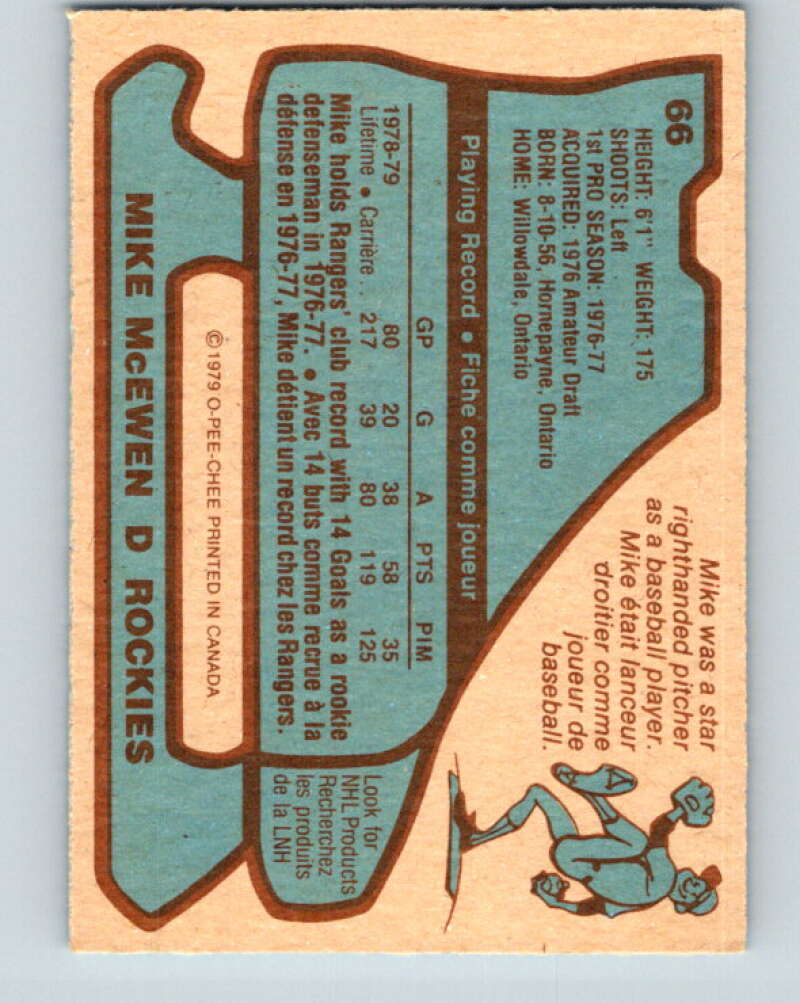 66
HEIGHT: 6'1" WEIGHT: 175
SHOOTS: Left
1st PRO SEASON: 1976-77
ACQUIRED: 1976 Amateur Draft
BORN: 8-10-56, Hornepayne, Ontario
HOME: Willowdale, Ontario
Mike was a star
righthanded pitcher
as a baseball player.
Mike était lanceur
droitier comme
joueur de
baseball.
Playing Record • Fiche comme joueur
GP G A PTS PIM
1978-79 80 20 38 58 35
Lifetime • Carrière . . 217 39 80 119 125
Mike holds Rangers' club record with 14 Goals as a rookie
defenseman in 1976-77. • Avec 14 buts comme recrue à la
défense en 1976-77, Mike détient un record chez les Rangers.
Look for
NHL Products
Recherchez
les produits
de la LNH
© 1979 O-PEE-CHEE PRINTED IN CANADA
MIKE McEWEN D ROCKIES